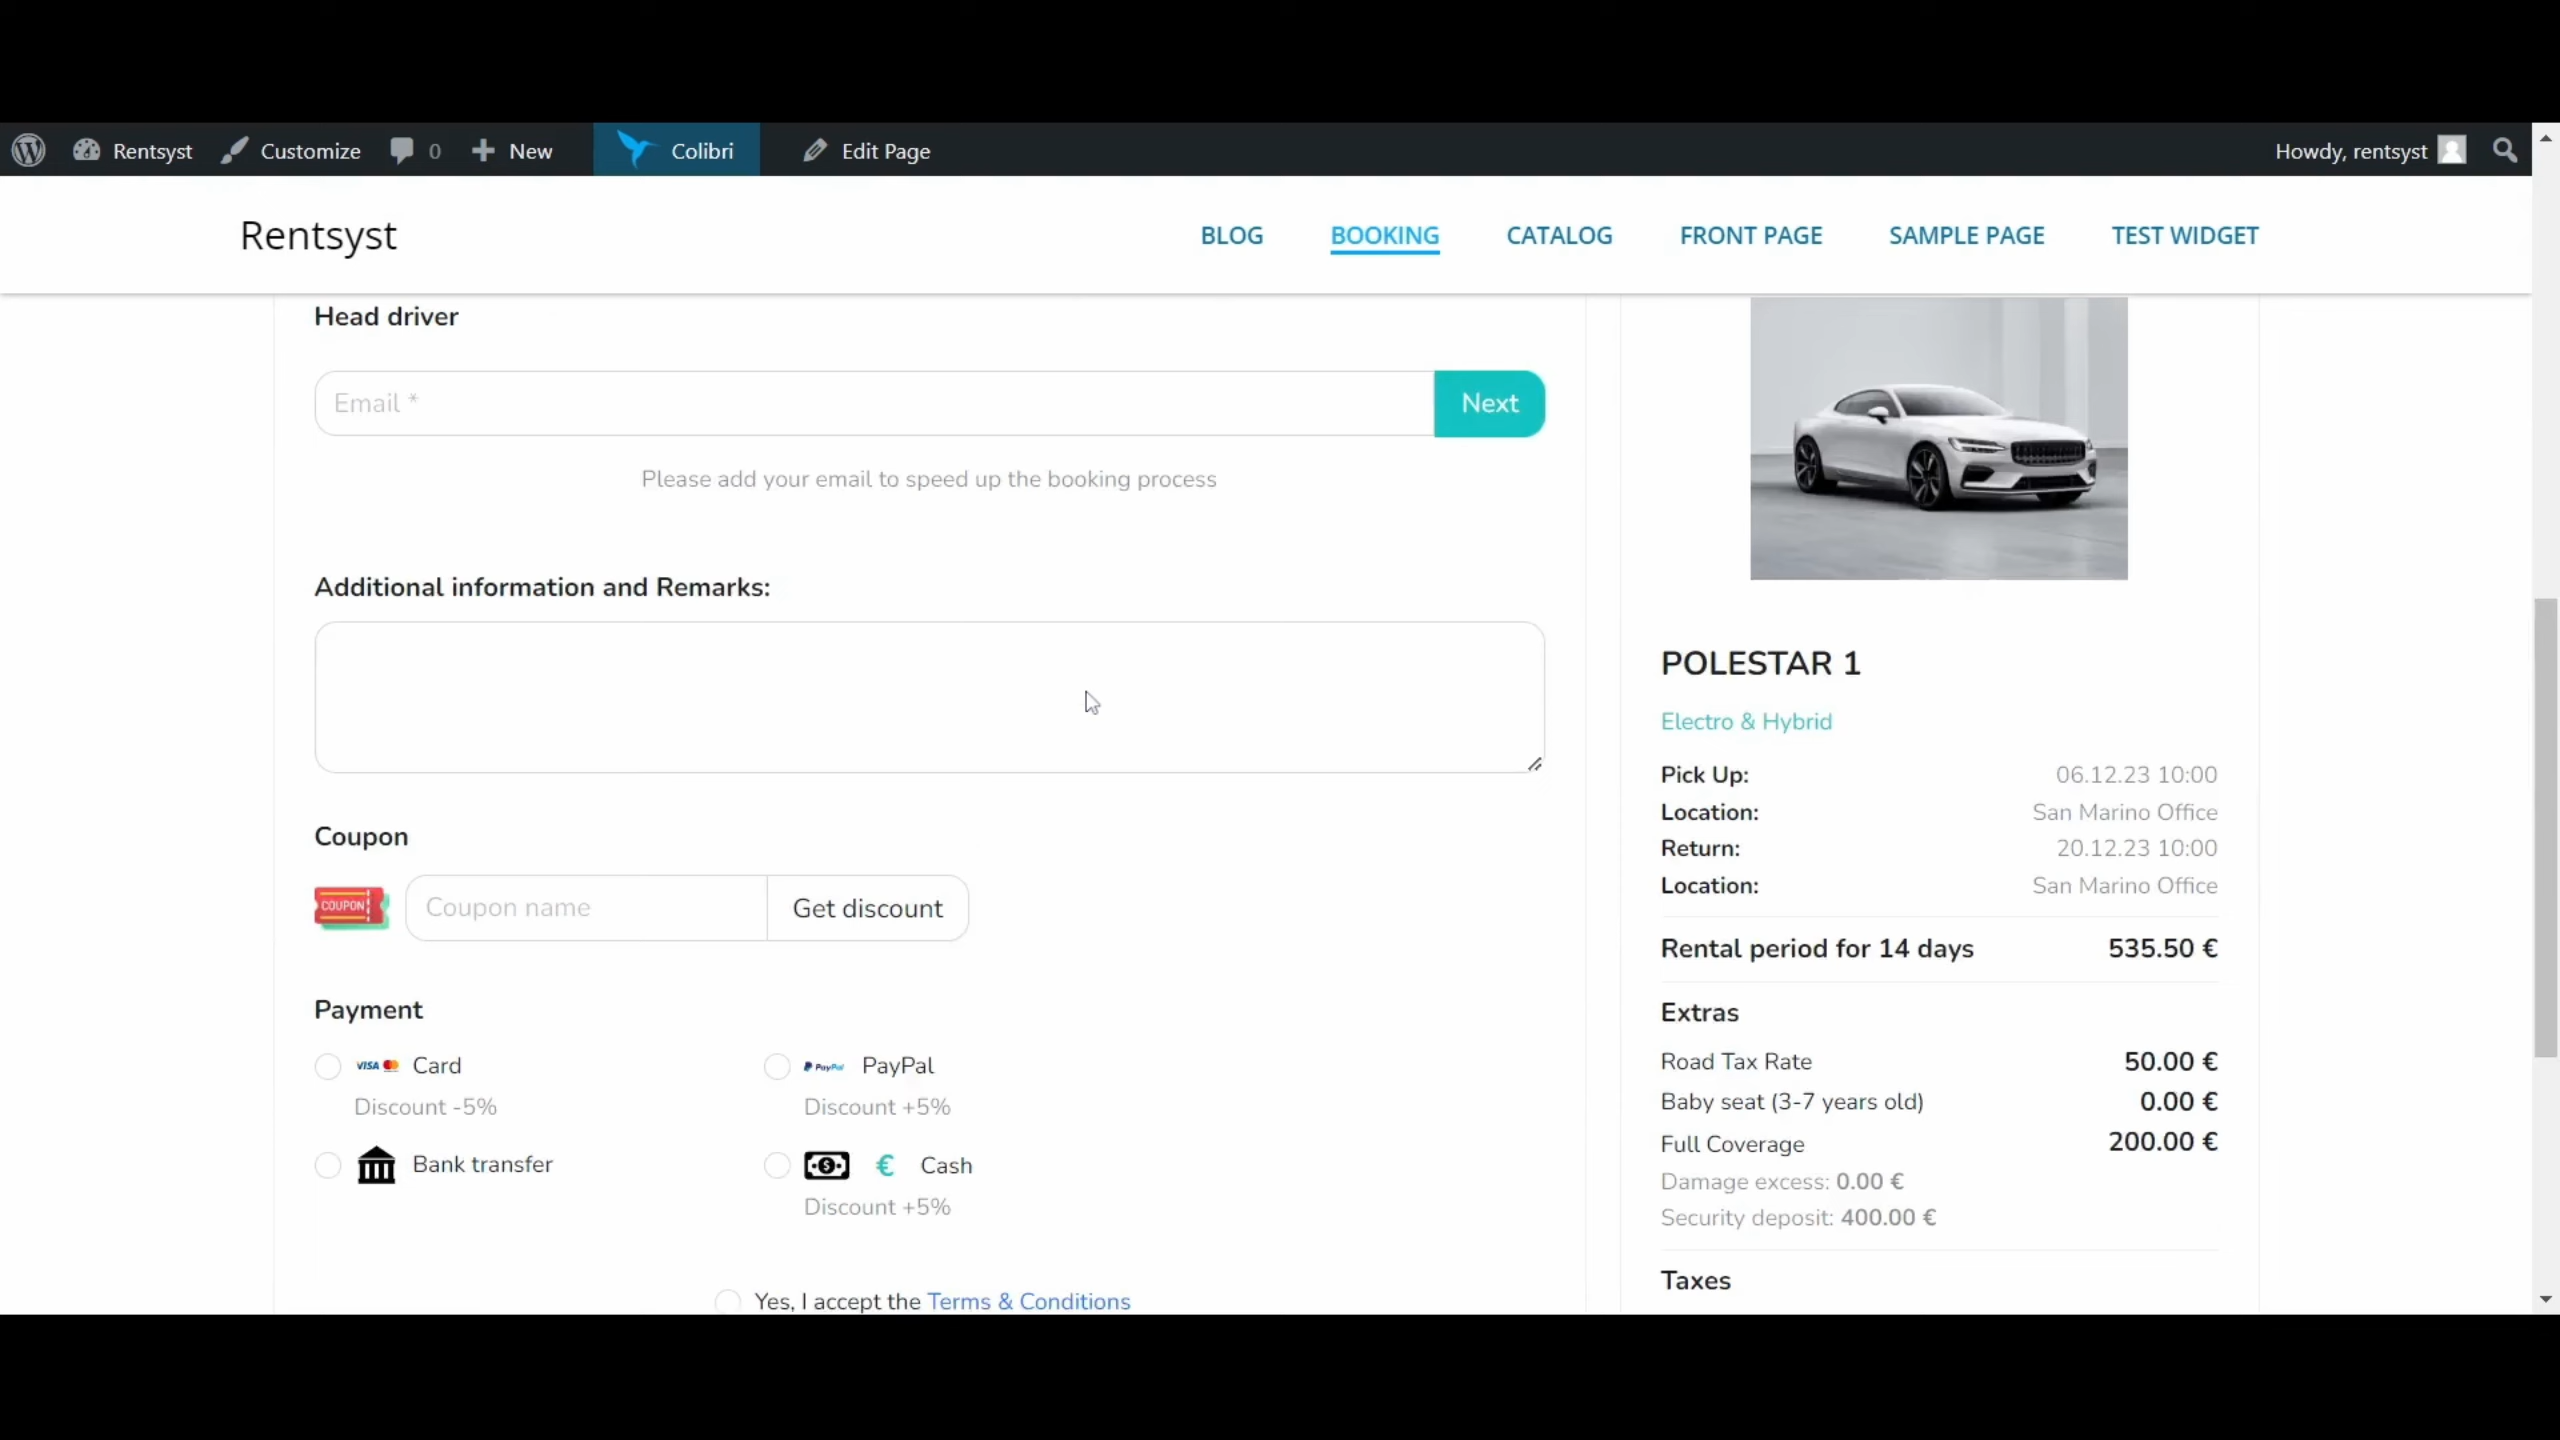 Rentsyst Customize 0 New Colibri Edit Page Howdy, rentsyst
Rentsyst BLOG BOOKING CATALOG FRONT PAGE SAMPLE PAGE TEST WIDGET
Head driver
Email * Next
Please add your email to speed up the booking process
Additional information and Remarks:
Coupon
COUPON Coupon name Get discount
Payment
VISA Card
Discount -5%
PayPal PayPal
Discount +5%
Bank transfer
€ Cash
Discount +5%
Yes, I accept the Terms & Conditions
POLESTAR 1
Electro & Hybrid
Pick Up: 06.12.23 10:00
Location: San Marino Office
Return: 20.12.23 10:00
Location: San Marino Office
Rental period for 14 days 535.50 €
Extras
Road Tax Rate 50.00 €
Baby seat (3-7 years old) 0.00 €
Full Coverage 200.00 €
Damage excess: 0.00 €
Security deposit: 400.00 €
Taxes